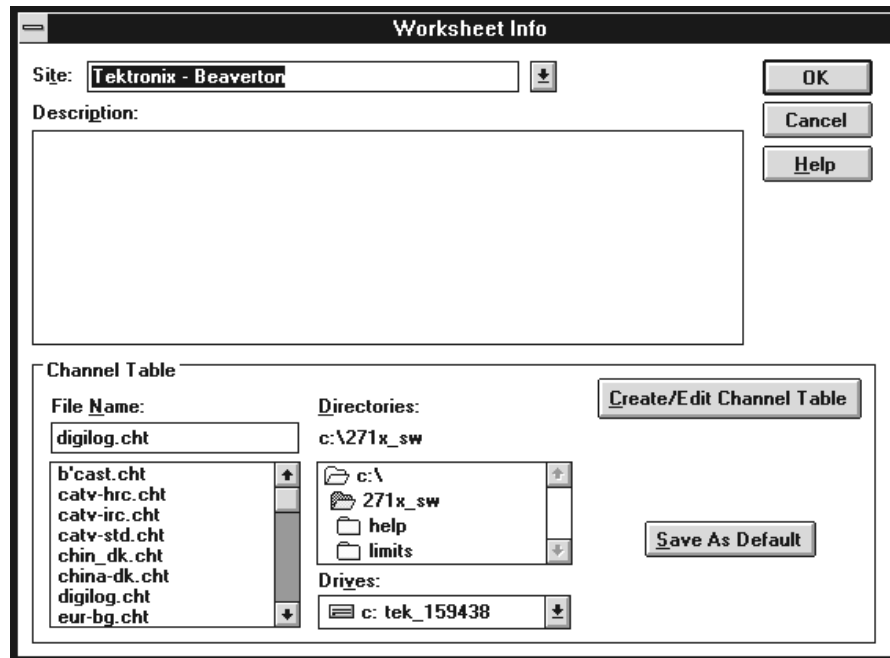 Worksheet Info
Site: Tektronix - Beaverton
OK
Description:
Cancel
Help
Channel Table
Create/Edit Channel Table
File Name:
digilog.cht
b'cast.cht
catv-hrc.cht
catv-irc.cht
catv-std.cht
chin_dk.cht
china-dk.cht
digilog.cht
eur-bg.cht
Directories:
c:\271x_sw
c:\
271x_sw
help
limits
Drives:
c: tek_159438
Save As Default